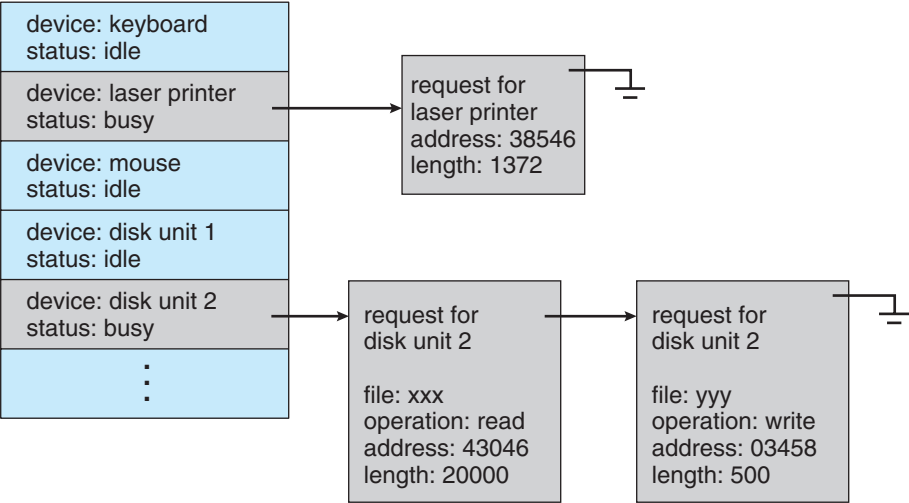 device: keyboard
status: idle
device: laser printer
status: busy
device: mouse
status: idle
device: disk unit 1
status: idle
device: disk unit 2
status: busy
request for
laser printer
address: 38546
length: 1372
request for
disk unit 2
file: xxx
operation: read
address: 43046
length: 20000
request for
disk unit 2
file: yyy
operation: write
address: 03458
length: 500